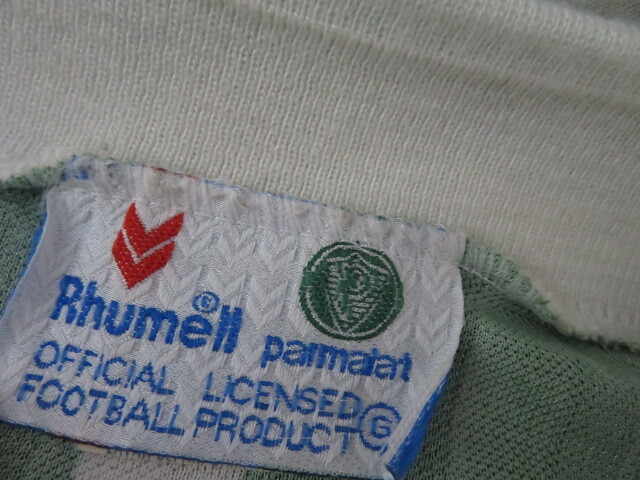 Rhumell G
parmalat
OFFICIAL LICENSED
FOOTBALL PRODUCT G